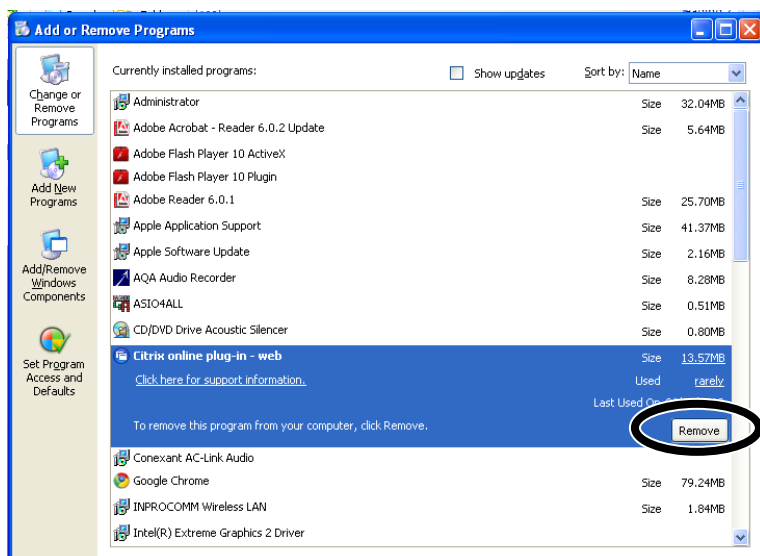 Add or Remove Programs
Change or
Remove
Programs
Add New
Programs
Add/Remove
Windows
Components
Set Program
Access and
Defaults
Currently installed programs:
Show updates
Sort by: Name
Administrator Size 32.04MB
Adobe Acrobat - Reader 6.0.2 Update Size 5.64MB
Adobe Flash Player 10 ActiveX
Adobe Flash Player 10 Plugin
Adobe Reader 6.0.1 Size 25.70MB
Apple Application Support Size 41.37MB
Apple Software Update Size 2.16MB
AQA Audio Recorder Size 8.28MB
ASIO4ALL Size 0.51MB
CD/DVD Drive Acoustic Silencer Size 0.80MB
Citrix online plug-in - web Size 13.57MB
Click here for support information. Used rarely
Last Used On
To remove this program from your computer, click Remove. Remove
Conexant AC-Link Audio
Google Chrome Size 79.24MB
INPROCOMM Wireless LAN Size 1.84MB
Intel(R) Extreme Graphics 2 Driver